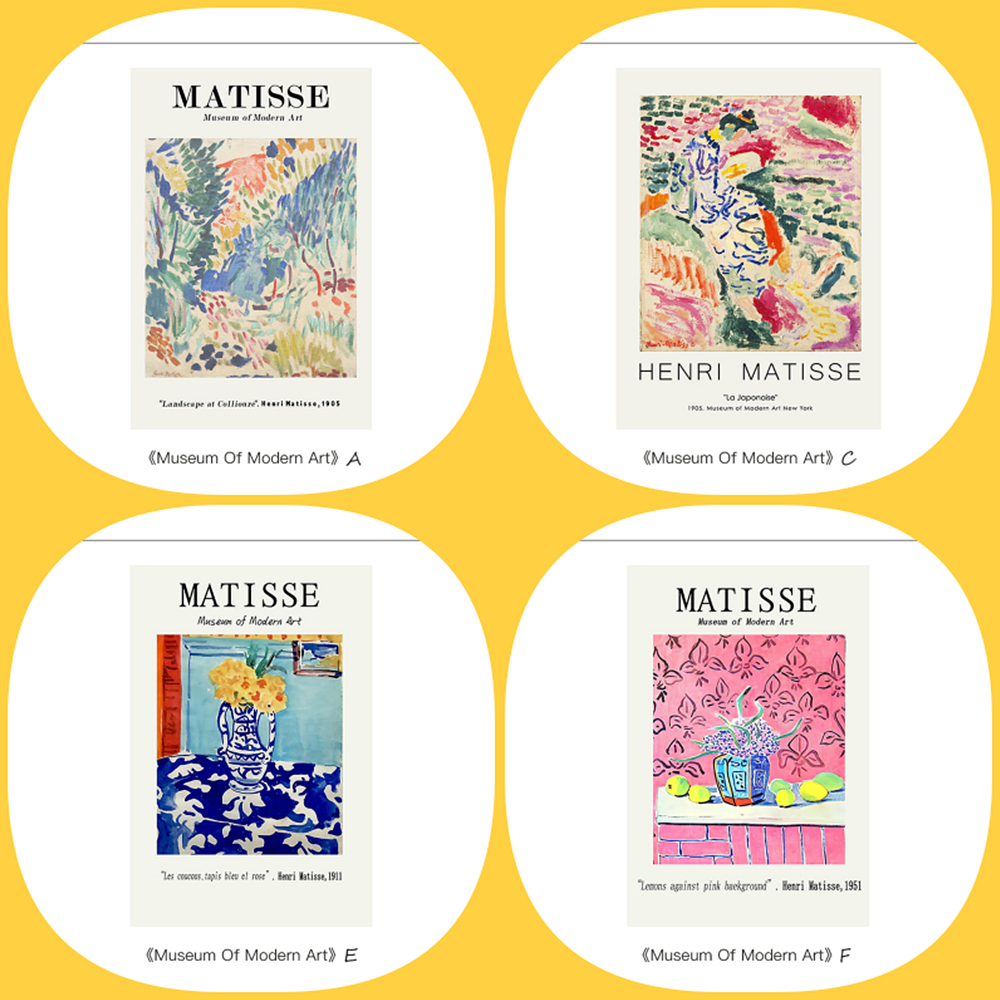 MATISSE
Museum of Modern Art
"Landscape at Collioure". Henri Matisse, 1905
《Museum Of Modern Art》 A
HENRI MATISSE
"La Japonaise"
1905, Museum of Modern Art New York
《Museum Of Modern Art》 C
MATISSE
Museum of Modern Art
"Les coucous,tapis bleu el rose" . Henri Matisse,1911
《Museum Of Modern Art》 E
MATISSE
Museum of Modern Art
"Lemons against pink background" . Henri Matisse,1951
《Museum Of Modern Art》 F